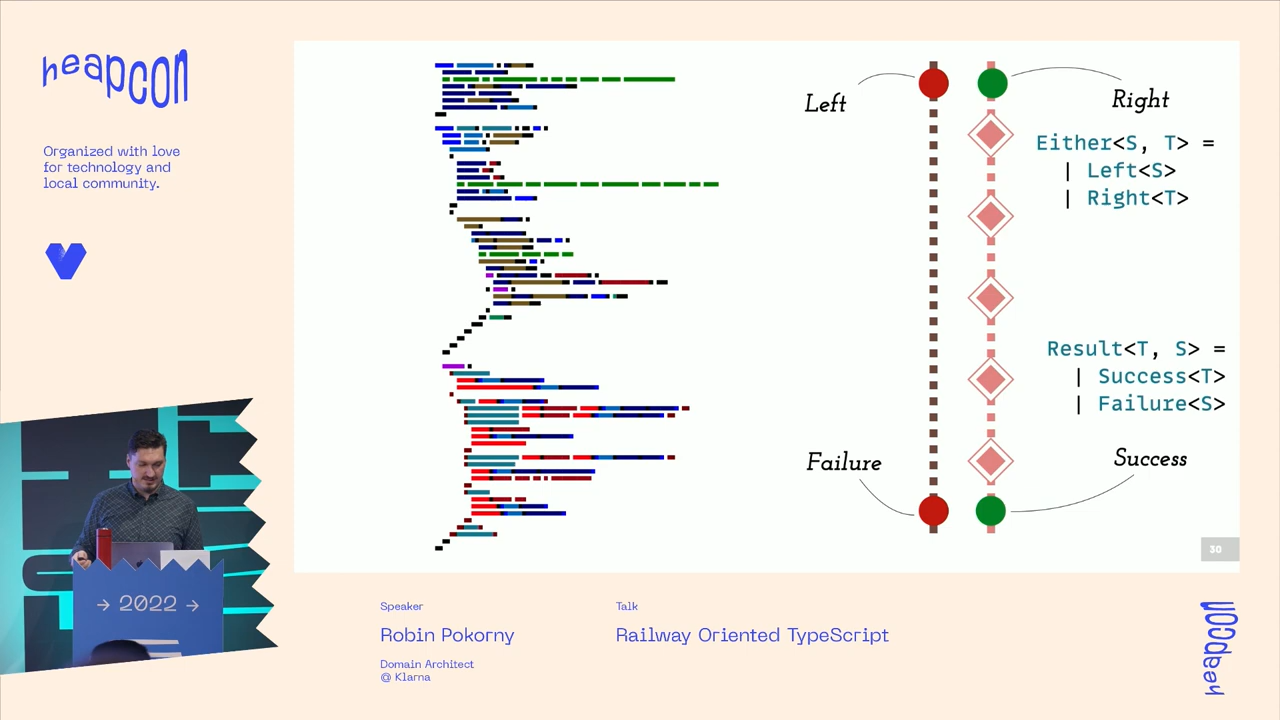 heapcon
Organized with love
for technology and
local community.
Left
Right
Either<S, T> =
| Left<S>
| Right<T>
Result<T, S> =
| Success<T>
| Failure<S>
Failure
Success
30
→ 2022 →
Speaker
Robin Pokorny
Domain Architect
@ Klarna
Talk
Railway Oriented TypeScript
heapcon